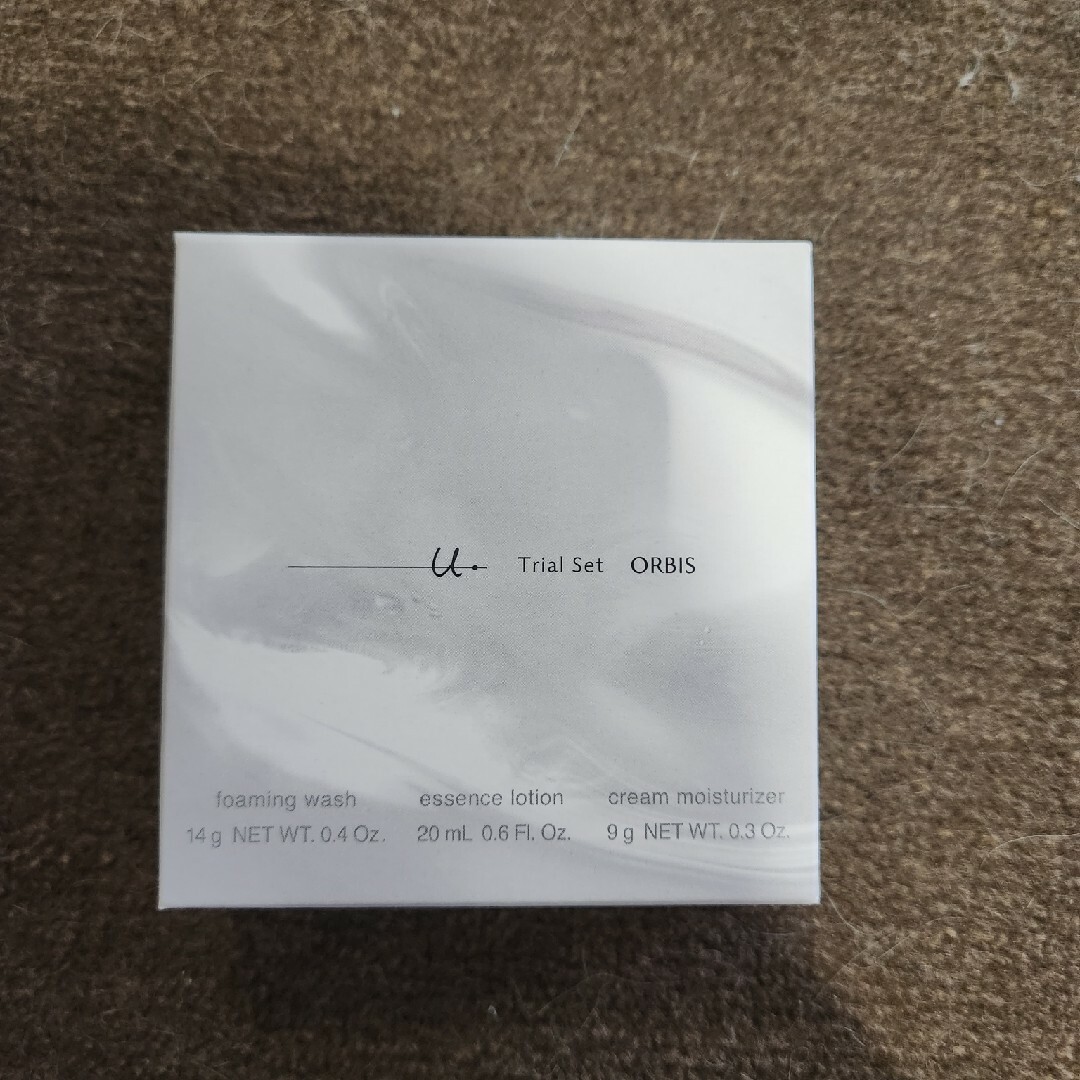 u. Trial Set ORBIS
foaming wash essence lotion cream moisturizer
14 g NET WT. 0.4 Oz. 20 mL 0.6 Fl. Oz. 9 g NET WT. 0.3 Oz.